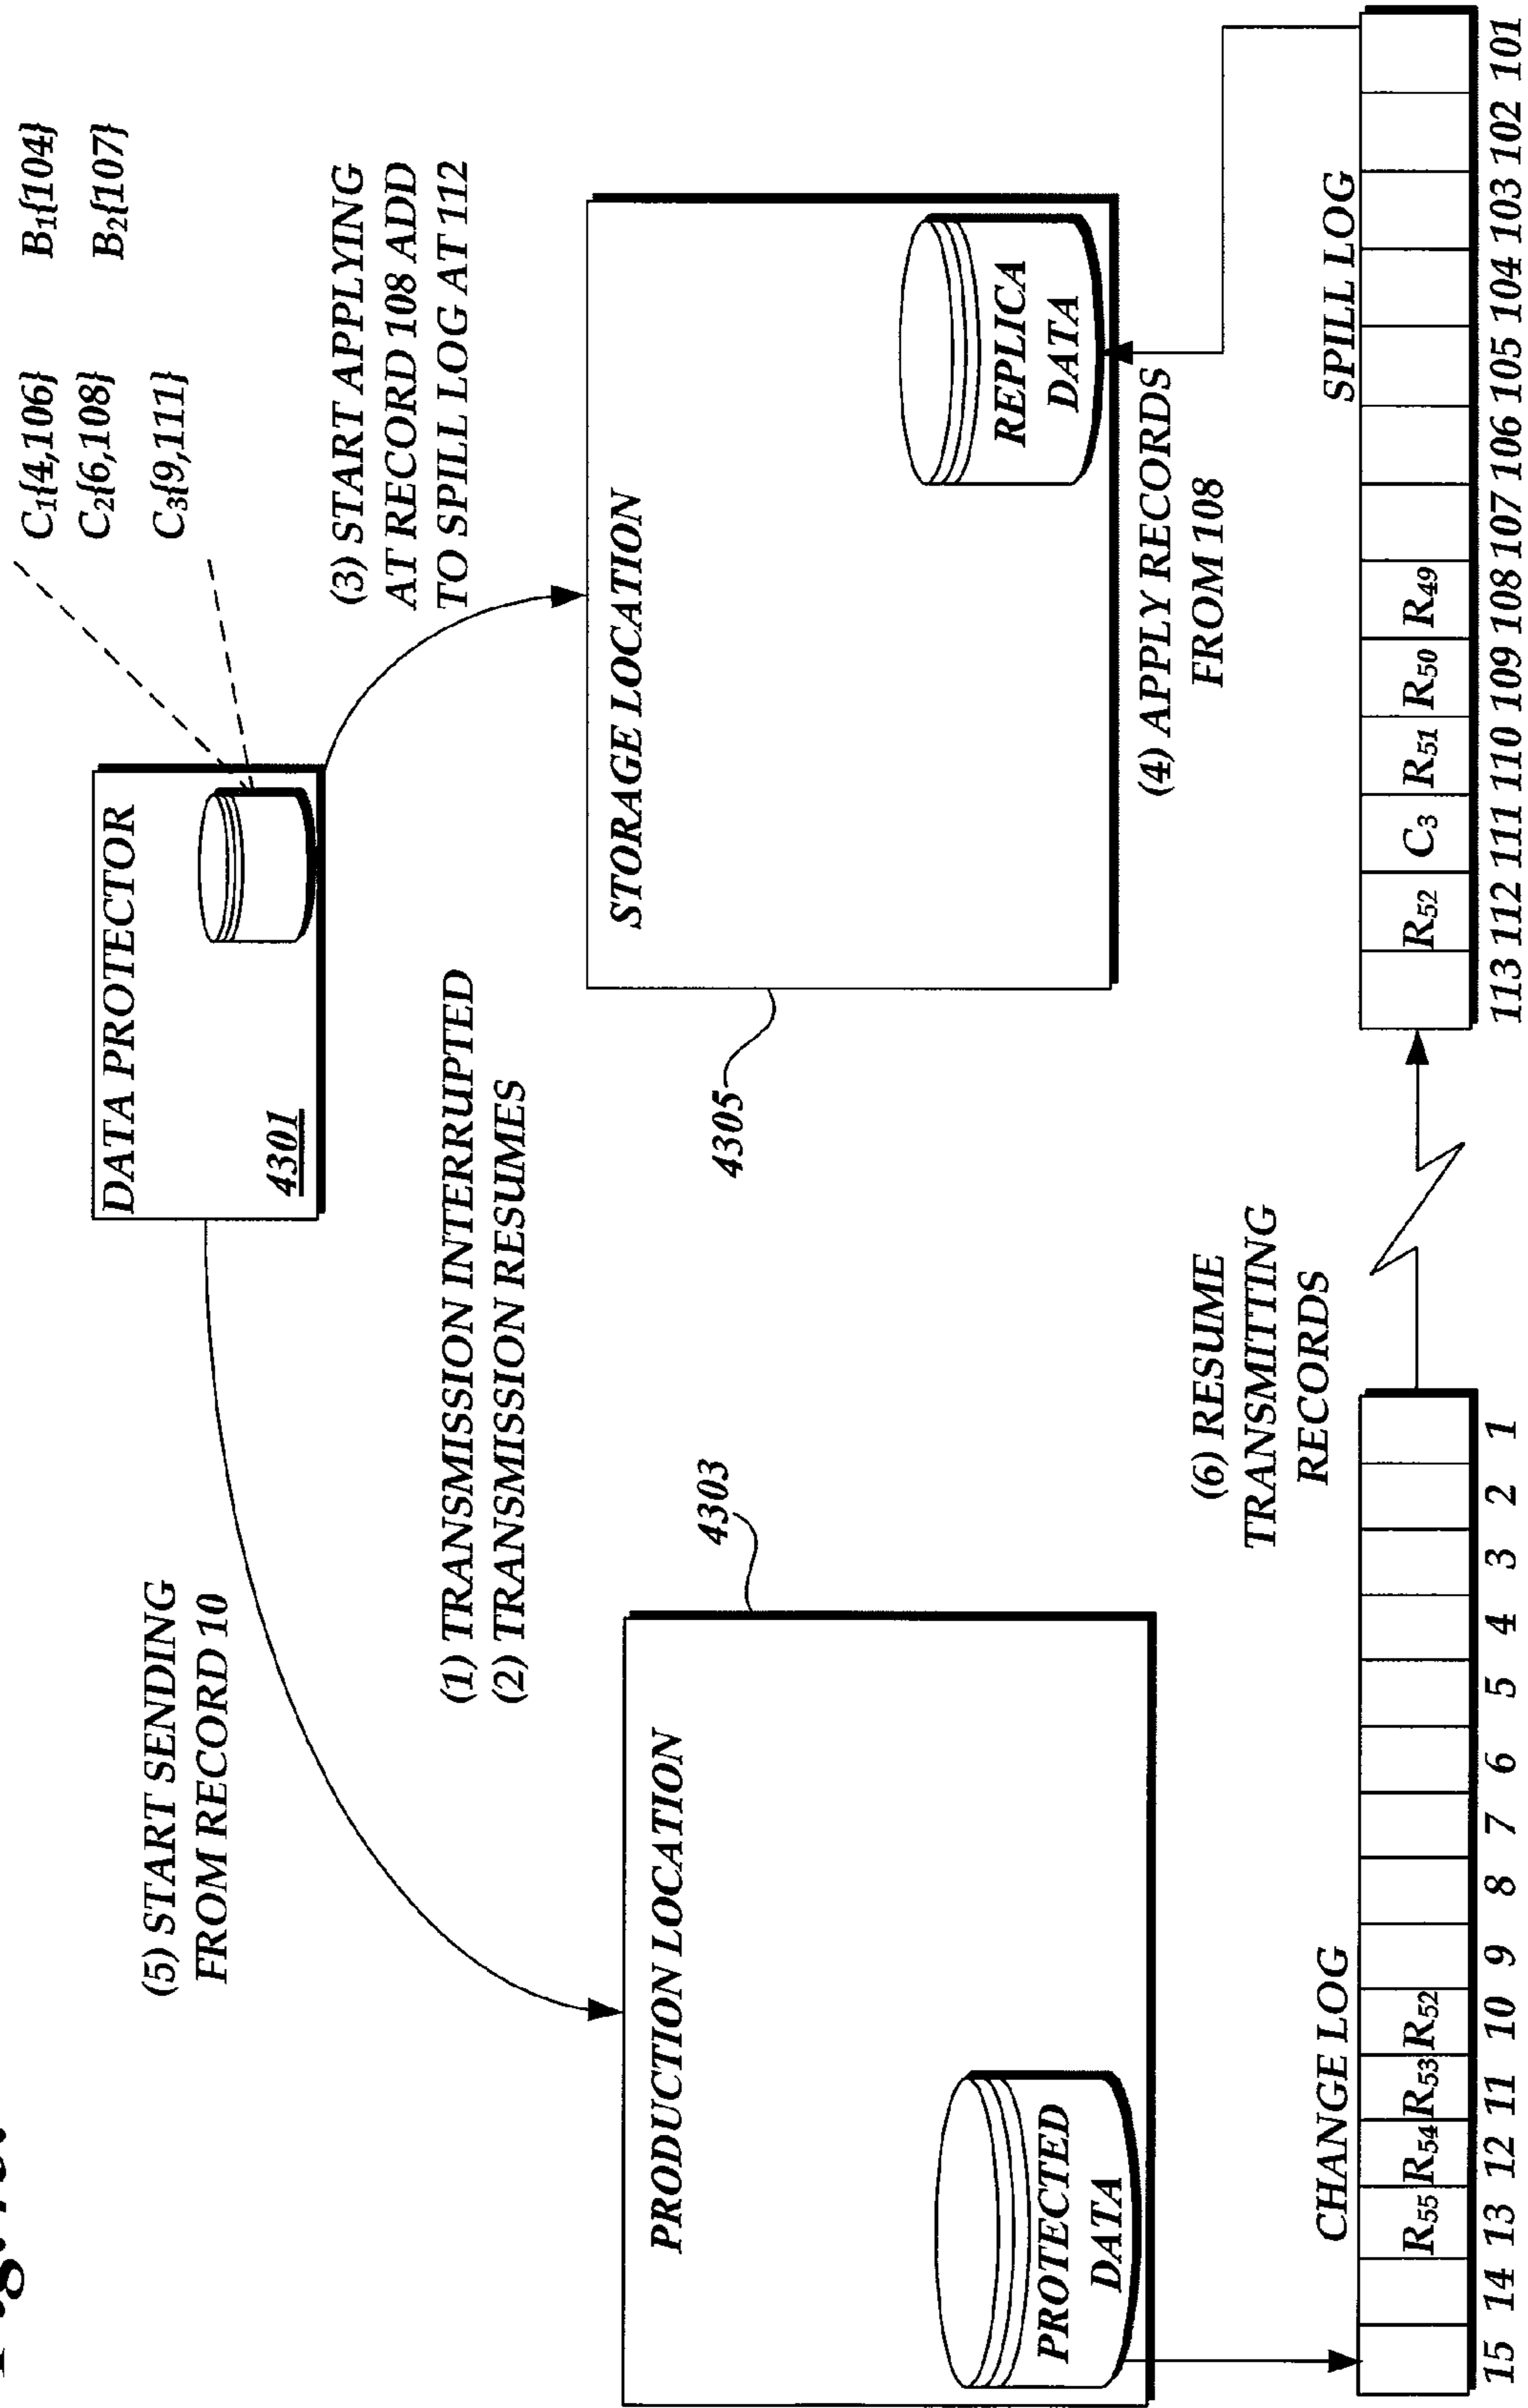 C1{4,106} B1{104}
C2{6,108} B2{107}
C3{9,111}
DATA PROTECTOR
4301
(5) START SENDING
FROM RECORD 10
(3) START APPLYING
AT RECORD 108 ADD
TO SPILL LOG AT 112
(1) TRANSMISSION INTERRUPTED
(2) TRANSMISSION RESUMES
PRODUCTION LOCATION
4303
STORAGE LOCATION
4305
PROTECTED
DATA
REPLICA
DATA
(4) APPLY RECORDS
FROM 108
(6) RESUME
TRANSMITTING
RECORDS
CHANGE LOG
R55 R54 R53 R52
15 14 13 12 11 10 9 8 7 6 5 4 3 2 1
SPILL LOG
R52 C3 R51 R50 R49
113 112 111 110 109 108 107 106 105 104 103 102 101